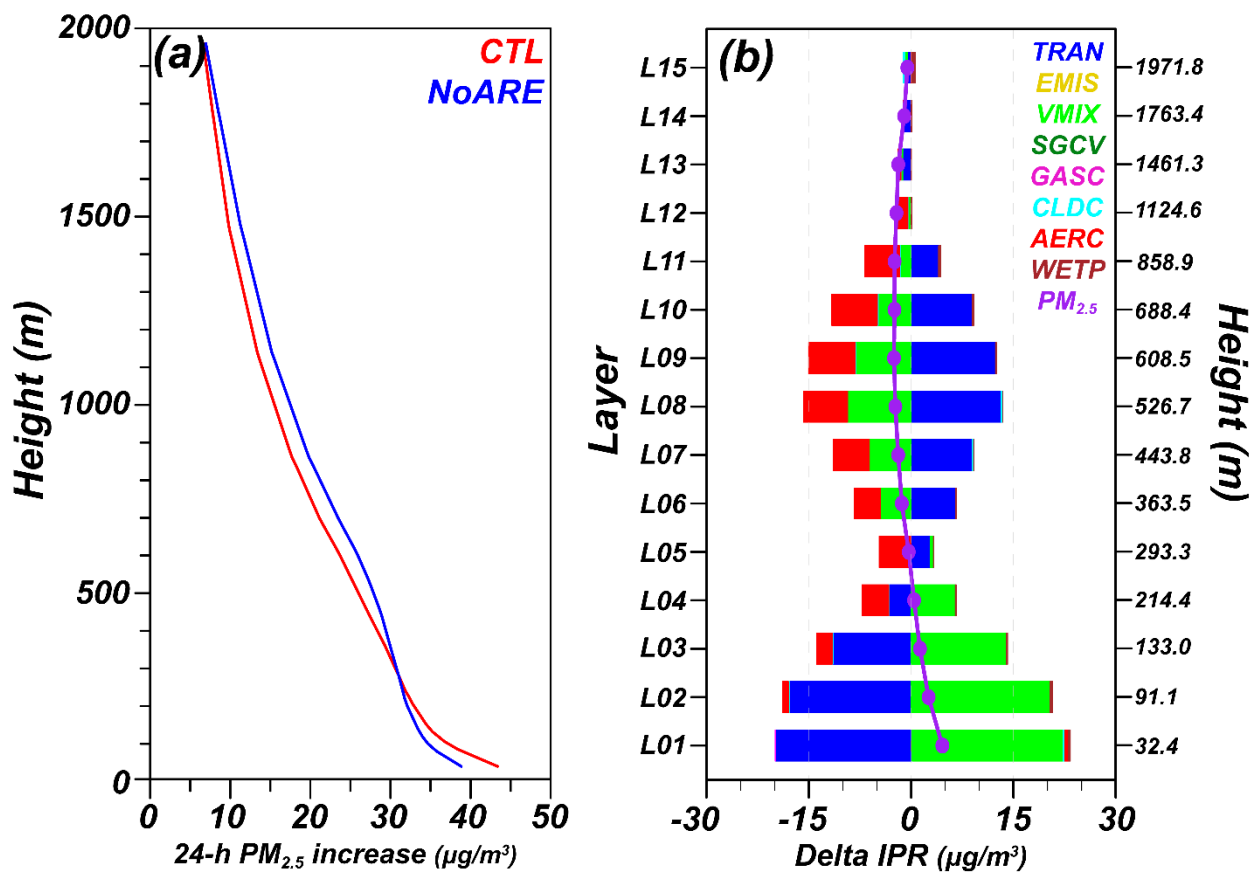 (a)
CTL
NoARE
2000
1500
1000
500
0
Height (m)
0 10 20 30 40 50
24-h PM2.5 increase (μg/m³)
(b)
TRAN
EMIS
VMIX
SGCV
GASC
CLDC
AERC
WETP
PM2.5
L15 1971.8
L14 1763.4
L13 1461.3
L12 1124.6
L11 858.9
L10 688.4
L09 608.5
L08 526.7
L07 443.8
L06 363.5
L05 293.3
L04 214.4
L03 133.0
L02 91.1
L01 32.4
Layer
Height (m)
-30 -15 0 15 30
Delta IPR (μg/m³)